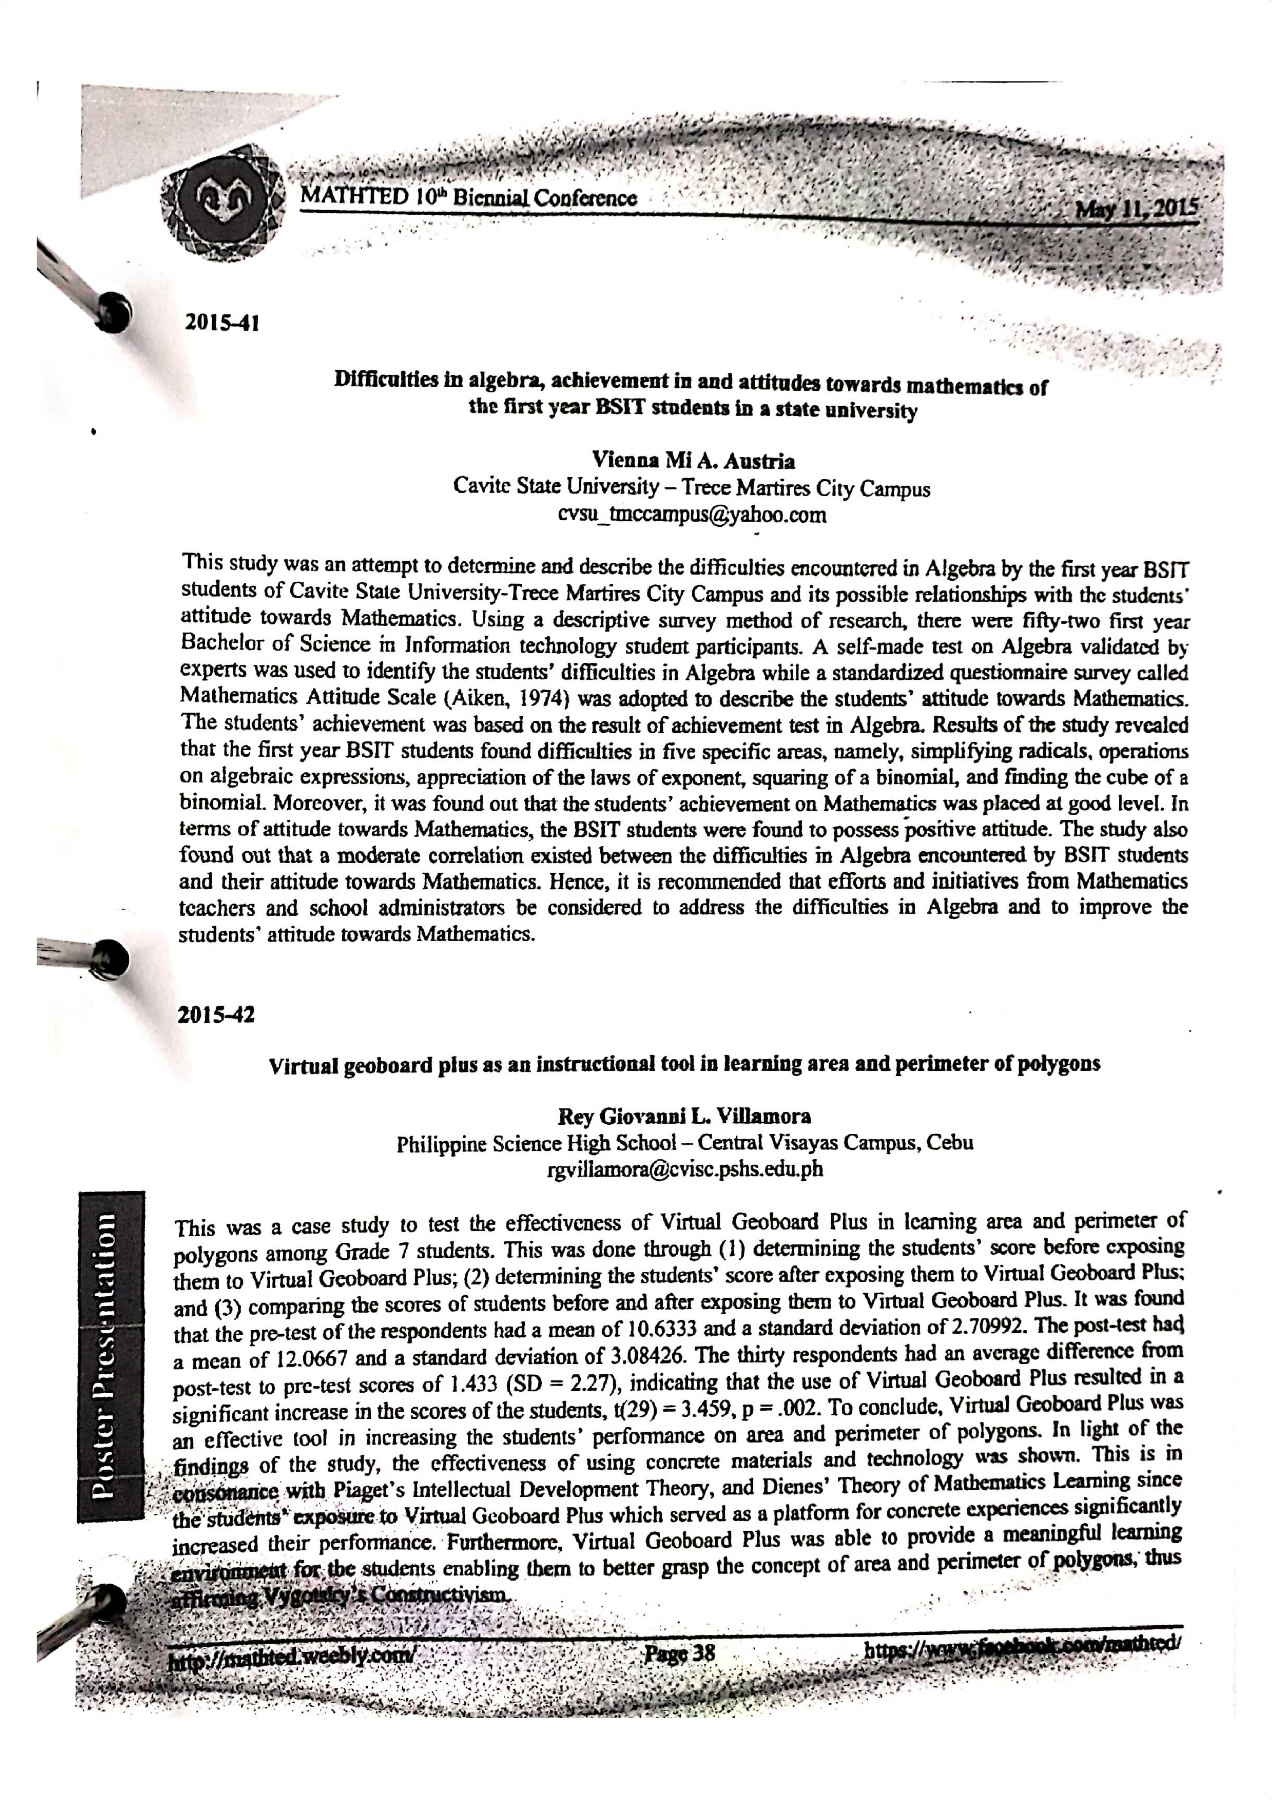 MATHTED 10th Biennial Conference
May 11, 2015
2015-41
Difficulties in algebra, achievement in and attitudes towards mathematics of
the first year BSIT students in a state university
Vienna Mi A. Austria
Cavite State University – Trece Martires City Campus
cvsu_tmccampus@yahoo.com
This study was an attempt to determine and describe the difficulties encountered in Algebra by the first year BSIT
students of Cavite State University-Trece Martires City Campus and its possible relationships with the students'
attitude towards Mathematics. Using a descriptive survey method of research, there were fifty-two first year
Bachelor of Science in Information technology student participants. A self-made test on Algebra validated by
experts was used to identify the students' difficulties in Algebra while a standardized questionnaire survey called
Mathematics Attitude Scale (Aiken, 1974) was adopted to describe the students' attitude towards Mathematics.
The students' achievement was based on the result of achievement test in Algebra. Results of the study revealed
that the first year BSIT students found difficulties in five specific areas, namely, simplifying radicals, operations
on algebraic expressions, appreciation of the laws of exponent, squaring of a binomial, and finding the cube of a
binomial. Moreover, it was found out that the students' achievement on Mathematics was placed at good level. In
terms of attitude towards Mathematics, the BSIT students were found to possess positive attitude. The study also
found out that a moderate correlation existed between the difficulties in Algebra encountered by BSIT students
and their attitude towards Mathematics. Hence, it is recommended that efforts and initiatives from Mathematics
teachers and school administrators be considered to address the difficulties in Algebra and to improve the
students' attitude towards Mathematics.
2015-42
Virtual geoboard plus as an instructional tool in learning area and perimeter of polygons
Rey Giovanni L. Villamora
Philippine Science High School – Central Visayas Campus, Cebu
rgvillamora@cvisc.pshs.edu.ph
This was a case study to test the effectiveness of Virtual Geoboard Plus in learning area and perimeter of
polygons among Grade 7 students. This was done through (1) determining the students' score before exposing
them to Virtual Geoboard Plus; (2) determining the students' score after exposing them to Virtual Geoboard Plus;
and (3) comparing the scores of students before and after exposing them to Virtual Geoboard Plus. It was found
that the pre-test of the respondents had a mean of 10.6333 and a standard deviation of 2.70992. The post-test had
a mean of 12.0667 and a standard deviation of 3.08426. The thirty respondents had an average difference from
post-test to pre-test scores of 1.433 (SD = 2.27), indicating that the use of Virtual Geoboard Plus resulted in a
significant increase in the scores of the students, t(29) = 3.459, p = .002. To conclude, Virtual Geoboard Plus was
an effective tool in increasing the students' performance on area and perimeter of polygons. In light of the
findings of the study, the effectiveness of using concrete materials and technology was shown. This is in
consonance with Piaget's Intellectual Development Theory, and Dienes' Theory of Mathematics Learning since
the students' exposure to Virtual Geoboard Plus which served as a platform for concrete experiences significantly
increased their performance. Furthermore, Virtual Geoboard Plus was able to provide a meaningful learning
environment for the students enabling them to better grasp the concept of area and perimeter of polygons, thus
affirming Vygotsky's Constructivism.
Poster Presentation
http://mathted.weebly.com/
Page 38
https://www.facebook.com/mathted/